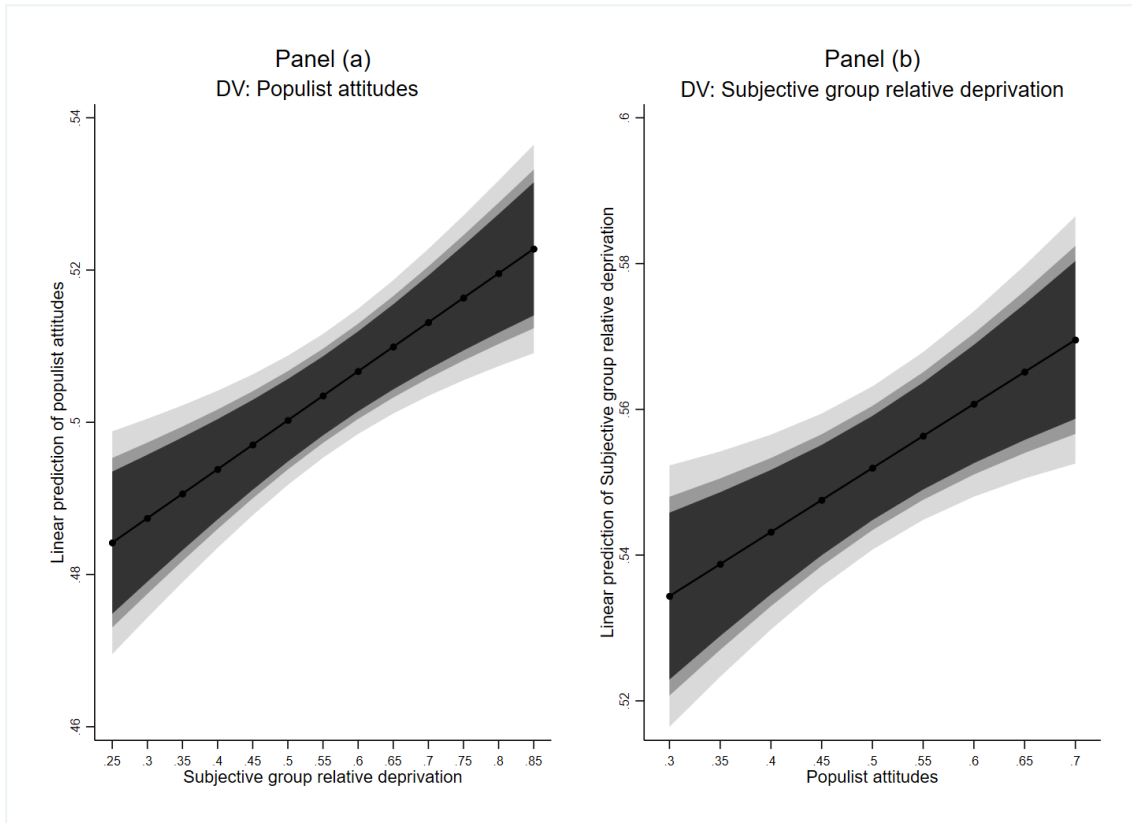 Panel (a)
DV: Populist attitudes
Linear prediction of populist attitudes
.54
.52
.5
.48
.46
.25 .3 .35 .4 .45 .5 .55 .6 .65 .7 .75 .8 .85
Subjective group relative deprivation
Panel (b)
DV: Subjective group relative deprivation
Linear prediction of Subjective group relative deprivation
.6
.58
.56
.54
.52
.3 .35 .4 .45 .5 .55 .6 .65 .7
Populist attitudes